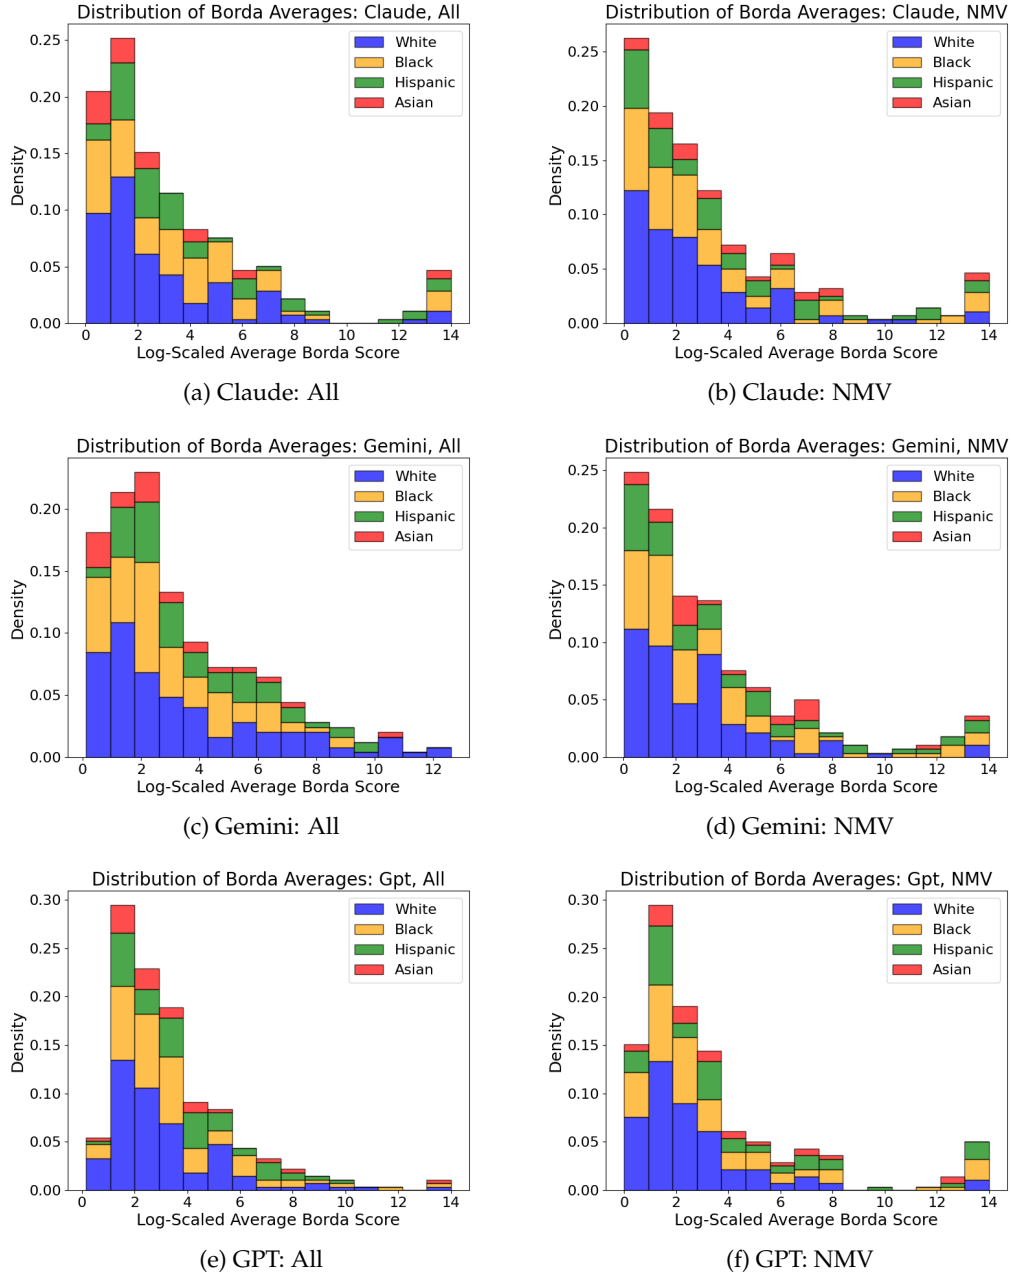 Distribution of Borda Averages: Claude, All
Density
0.25
0.20
0.15
0.10
0.05
0.00
White
Black
Hispanic
Asian
0 2 4 6 8 10 12 14
Log-Scaled Average Borda Score
(a) Claude: All
Distribution of Borda Averages: Claude, NMV
Density
0.25
0.20
0.15
0.10
0.05
0.00
White
Black
Hispanic
Asian
0 2 4 6 8 10 12 14
Log-Scaled Average Borda Score
(b) Claude: NMV
Distribution of Borda Averages: Gemini, All
Density
0.20
0.15
0.10
0.05
0.00
White
Black
Hispanic
Asian
0 2 4 6 8 10 12
Log-Scaled Average Borda Score
(c) Gemini: All
Distribution of Borda Averages: Gemini, NMV
Density
0.25
0.20
0.15
0.10
0.05
0.00
White
Black
Hispanic
Asian
0 2 4 6 8 10 12 14
Log-Scaled Average Borda Score
(d) Gemini: NMV
Distribution of Borda Averages: Gpt, All
Density
0.30
0.25
0.20
0.15
0.10
0.05
0.00
White
Black
Hispanic
Asian
0 2 4 6 8 10 12 14
Log-Scaled Average Borda Score
(e) GPT: All
Distribution of Borda Averages: Gpt, NMV
Density
0.30
0.25
0.20
0.15
0.10
0.05
0.00
White
Black
Hispanic
Asian
0 2 4 6 8 10 12 14
Log-Scaled Average Borda Score
(f) GPT: NMV